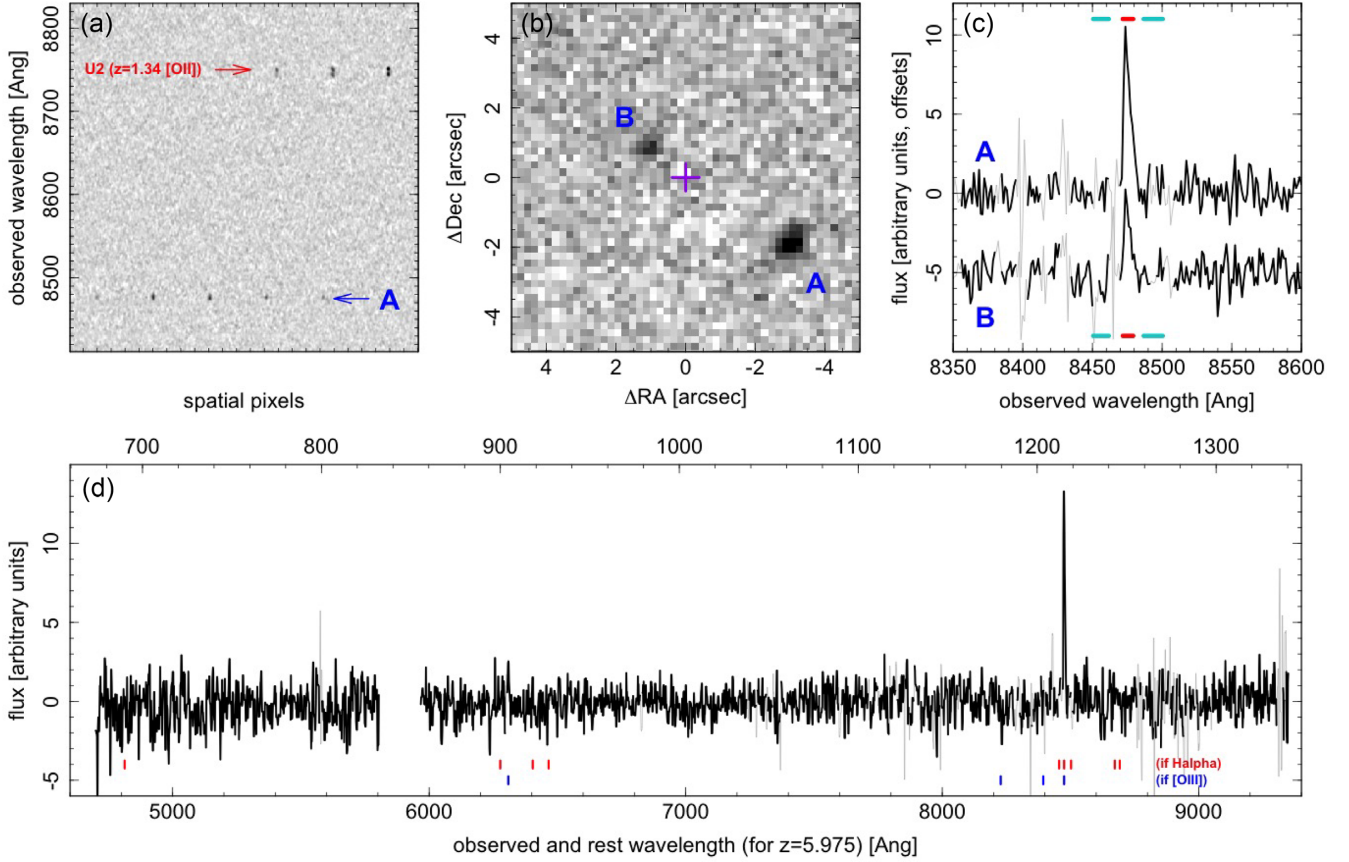 (a)
8800
8700
8600
8500
observed wavelength [Ang]
U2 (z=1.34 [OII])
A
spatial pixels
(b)
4
2
0
-2
-4
ΔDec [arcsec]
B
A
4 2 0 -2 -4
ΔRA [arcsec]
(c)
10
5
0
-5
flux [arbitrary units, offsets]
A
B
8350 8400 8450 8500 8550 8600
observed wavelength [Ang]
700 800 900 1000 1100 1200 1300
(d)
10
5
0
-5
flux [arbitrary units]
(if Halpha)
(if [OIII])
5000 6000 7000 8000 9000
observed and rest wavelength (for z=5.975) [Ang]